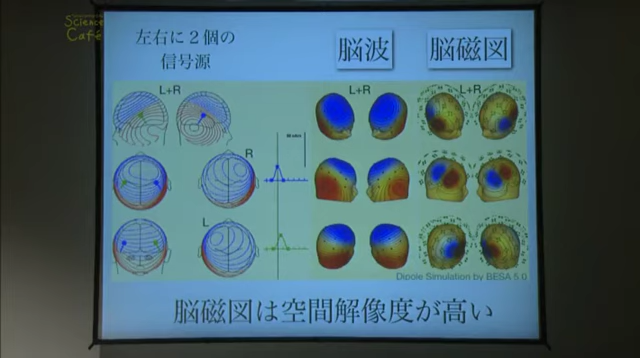 Science
Café
左右に２個の
信号源
脳波
脳磁図
L+R
L+R
L+R
R
L
Dipole Simulation by BESA 5.0
脳磁図は空間解像度が高い